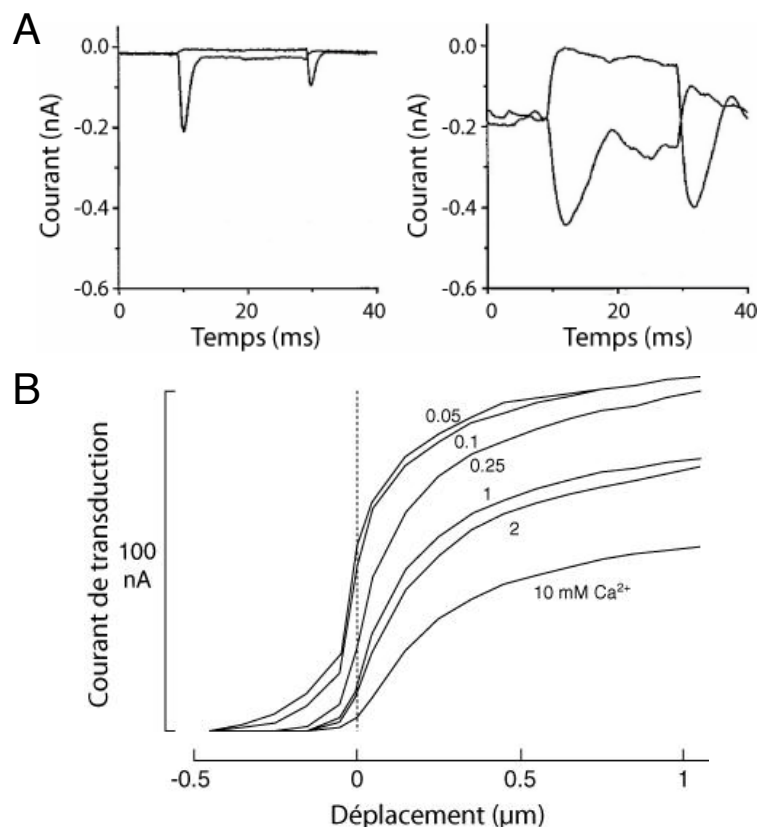 A
Courant (nA)
0.0
-0.2
-0.4
-0.6
0
20
40
Temps (ms)
Courant (nA)
0.0
-0.2
-0.4
-0.6
0
20
40
Temps (ms)
B
Courant de transduction
100
nA
0.05
0.1
0.25
1
2
10 mM Ca²⁺
-0.5
0
0.5
1
Déplacement (µm)